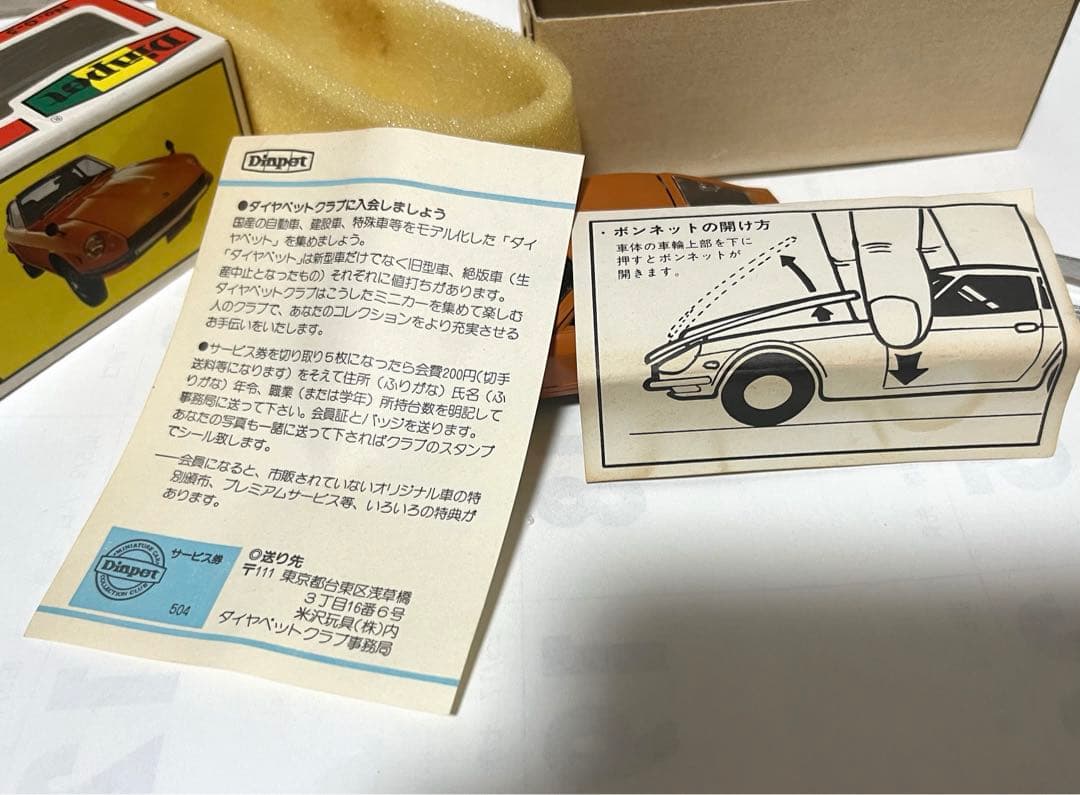 Dinpet
Dinpet
●ダイヤペットクラブに入会しましよう
国産の自動車、建設車、特殊車等をモデル化した「ダイ
ヤペット」を集めましょう。
「ダイヤペット」は新型車だけでなく旧型車、絶版車（生
産中止となったもの）それぞれに値打ちがあります。
ダイヤペットクラブはこうしたミニカーを集めて楽しむ
人のクラブで、あなたのコレクションをより充実させる
お手伝いをいたします。
●サービス券を切り取り5枚になったら会費200円(切手
送料等になります）をそえて住所（ふりがな）氏名（ふ
りがな）年令、職業（または学年）所持台数を明記して
事務局に送って下さい。会員証とバッジを送ります。
あなたの写真も一諸に送って下さればクラブのスタンプ
でシール致します。
――会員になると、市販されていないオリジナル車の特
別頒布、プレミアムサービス等、いろいろの特典が
あります。
MINIATURE CAR
Dinpet
COLLECTION CLUB
サービス券
504
◎送り先
〒111 東京都台東区浅草橋
3丁目16番6号
米沢玩具(株)内
ダイヤペットクラブ事務局
・ボンネットの開け方
車体の車輪上部を下に
押すとボンネットが
開きます。